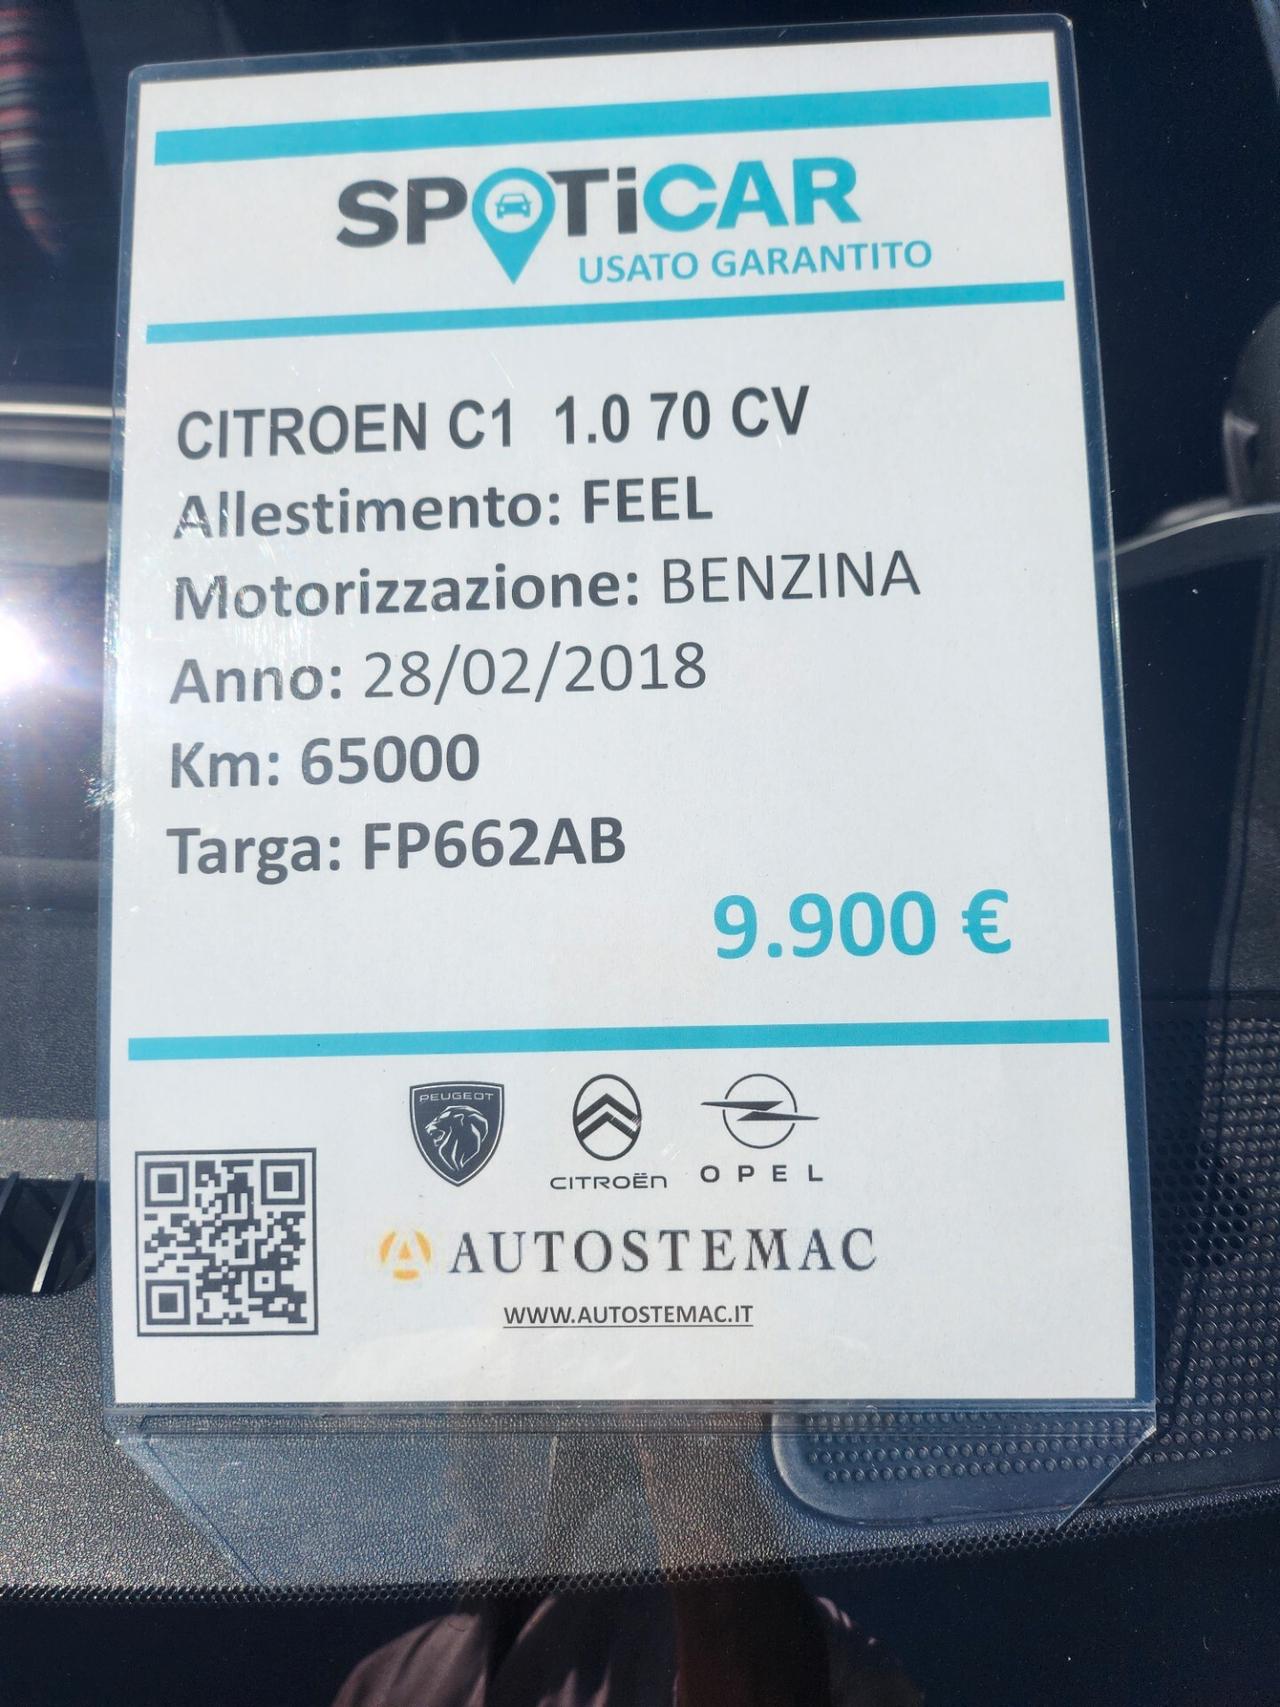 SPOTiCAR
USATO GARANTITO
CITROEN C1 1.0 70 CV
Allestimento: FEEL
Motorizzazione: BENZINA
Anno: 28/02/2018
Km: 65000
Targa: FP662AB
9.900 €
PEUGEOT
CITROËN
OPEL
AUTOSTEMAC
WWW.AUTOSTEMAC.IT